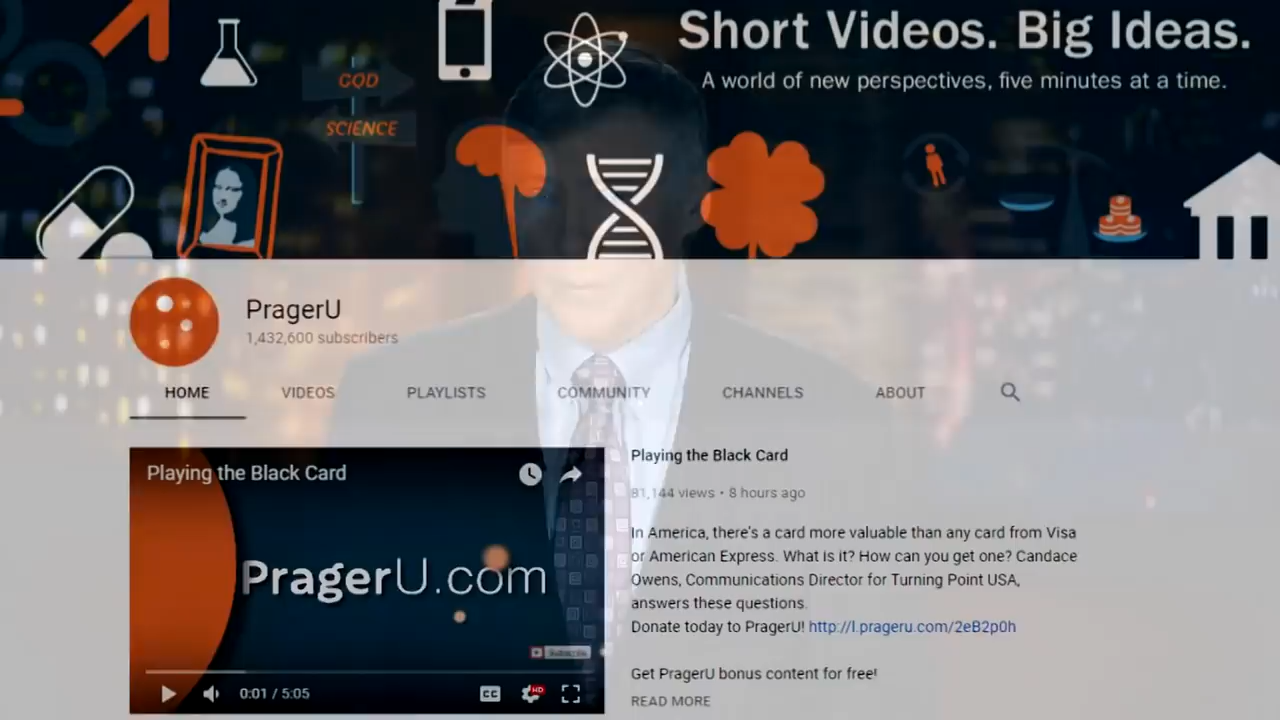 Short Videos. Big Ideas.
A world of new perspectives, five minutes at a time.
GOD
SCIENCE
PragerU
1,432,600 subscribers
HOME VIDEOS PLAYLISTS COMMUNITY CHANNELS ABOUT
Playing the Black Card
PragerU.com
SUBSCRIBE
0:01 / 5:05
CC
HD
Playing the Black Card
81,144 views • 8 hours ago
In America, there's a card more valuable than any card from Visa
or American Express. What is it? How can you get one? Candace
Owens, Communications Director for Turning Point USA,
answers these questions.
Donate today to PragerU! http://l.prageru.com/2eB2p0h
Get PragerU bonus content for free!
READ MORE